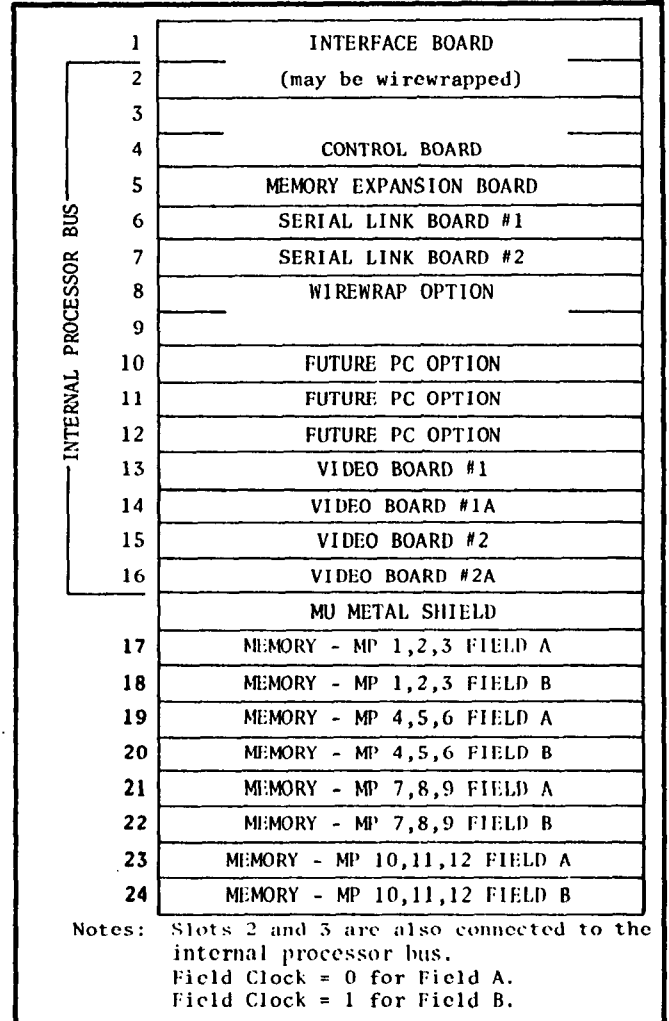 1 INTERFACE BOARD
2 (may be wirewrapped)
3
4 CONTROL BOARD
5 MEMORY EXPANSION BOARD
6 SERIAL LINK BOARD #1
7 SERIAL LINK BOARD #2
8 WIREWRAP OPTION
9
10 FUTURE PC OPTION
11 FUTURE PC OPTION
12 FUTURE PC OPTION
13 VIDEO BOARD #1
14 VIDEO BOARD #1A
15 VIDEO BOARD #2
16 VIDEO BOARD #2A
INTERNAL PROCESSOR BUS
MU METAL SHIELD
17 MEMORY - MP 1,2,3 FIELD A
18 MEMORY - MP 1,2,3 FIELD B
19 MEMORY - MP 4,5,6 FIELD A
20 MEMORY - MP 4,5,6 FIELD B
21 MEMORY - MP 7,8,9 FIELD A
22 MEMORY - MP 7,8,9 FIELD B
23 MEMORY - MP 10,11,12 FIELD A
24 MEMORY - MP 10,11,12 FIELD B
Notes: Slots 2 and 3 are also connected to the
internal processor bus.
Field Clock = 0 for Field A.
Field Clock = 1 for Field B.